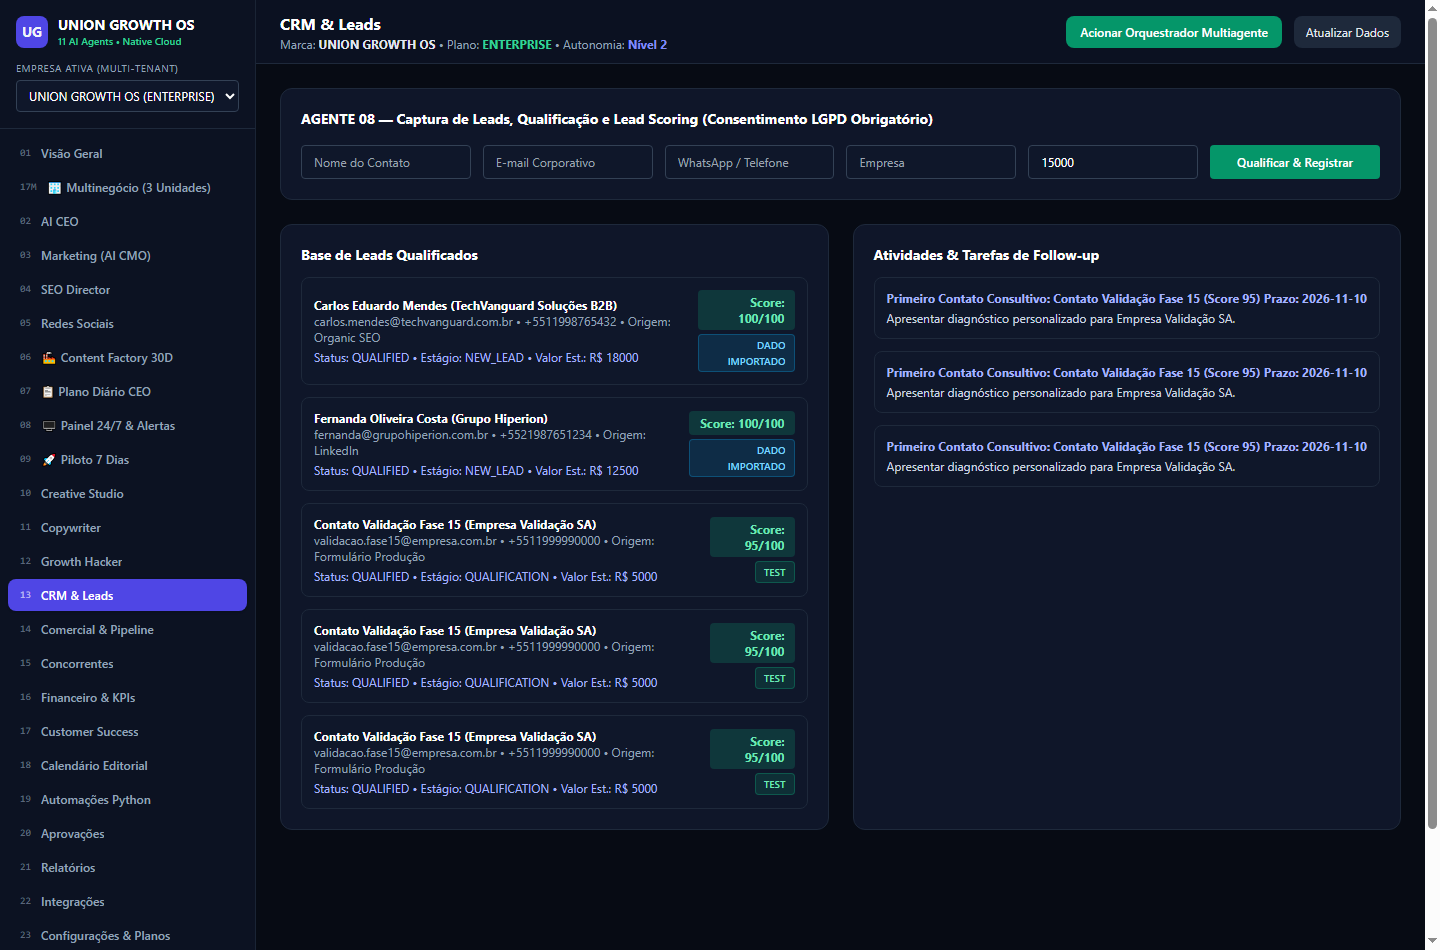 UG
UNION GROWTH OS
11 AI Agents • Native Cloud
EMPRESA ATIVA (MULTI-TENANT)
UNION GROWTH OS (ENTERPRISE)
01 Visão Geral
17M Multinegócio (3 Unidades)
02 AI CEO
03 Marketing (AI CMO)
04 SEO Director
05 Redes Sociais
06 Content Factory 30D
07 Plano Diário CEO
08 Painel 24/7 & Alertas
09 Piloto 7 Dias
10 Creative Studio
11 Copywriter
12 Growth Hacker
13 CRM & Leads
14 Comercial & Pipeline
15 Concorrentes
16 Financeiro & KPIs
17 Customer Success
18 Calendário Editorial
19 Automações Python
20 Aprovações
21 Relatórios
22 Integrações
23 Configurações & Planos
CRM & Leads
Marca: UNION GROWTH OS • Plano: ENTERPRISE • Autonomia: Nível 2
Acionar Orquestrador Multiagente
Atualizar Dados
AGENTE 08 — Captura de Leads, Qualificação e Lead Scoring (Consentimento LGPD Obrigatório)
Nome do Contato
E-mail Corporativo
WhatsApp / Telefone
Empresa
15000
Qualificar & Registrar
Base de Leads Qualificados
Carlos Eduardo Mendes (TechVanguard Soluções B2B)
carlos.mendes@techvanguard.com.br • +5511998765432 • Origem:
Organic SEO
Status: QUALIFIED • Estágio: NEW_LEAD • Valor Est.: R$ 18000
Score:
100/100
DADO
IMPORTADO
Fernanda Oliveira Costa (Grupo Hiperion)
fernanda@grupohiperion.com.br • +5521987651234 • Origem:
LinkedIn
Status: QUALIFIED • Estágio: NEW_LEAD • Valor Est.: R$ 12500
Score: 100/100
DADO
IMPORTADO
Contato Validação Fase 15 (Empresa Validação SA)
validacao.fase15@empresa.com.br • +5511999990000 • Origem:
Formulário Produção
Status: QUALIFIED • Estágio: QUALIFICATION • Valor Est.: R$ 5000
Score:
95/100
TEST
Contato Validação Fase 15 (Empresa Validação SA)
validacao.fase15@empresa.com.br • +5511999990000 • Origem:
Formulário Produção
Status: QUALIFIED • Estágio: QUALIFICATION • Valor Est.: R$ 5000
Score:
95/100
TEST
Contato Validação Fase 15 (Empresa Validação SA)
validacao.fase15@empresa.com.br • +5511999990000 • Origem:
Formulário Produção
Status: QUALIFIED • Estágio: QUALIFICATION • Valor Est.: R$ 5000
Score:
95/100
TEST
Atividades & Tarefas de Follow-up
Primeiro Contato Consultivo: Contato Validação Fase 15 (Score 95) Prazo: 2026-11-10
Apresentar diagnóstico personalizado para Empresa Validação SA.
Primeiro Contato Consultivo: Contato Validação Fase 15 (Score 95) Prazo: 2026-11-10
Apresentar diagnóstico personalizado para Empresa Validação SA.
Primeiro Contato Consultivo: Contato Validação Fase 15 (Score 95) Prazo: 2026-11-10
Apresentar diagnóstico personalizado para Empresa Validação SA.